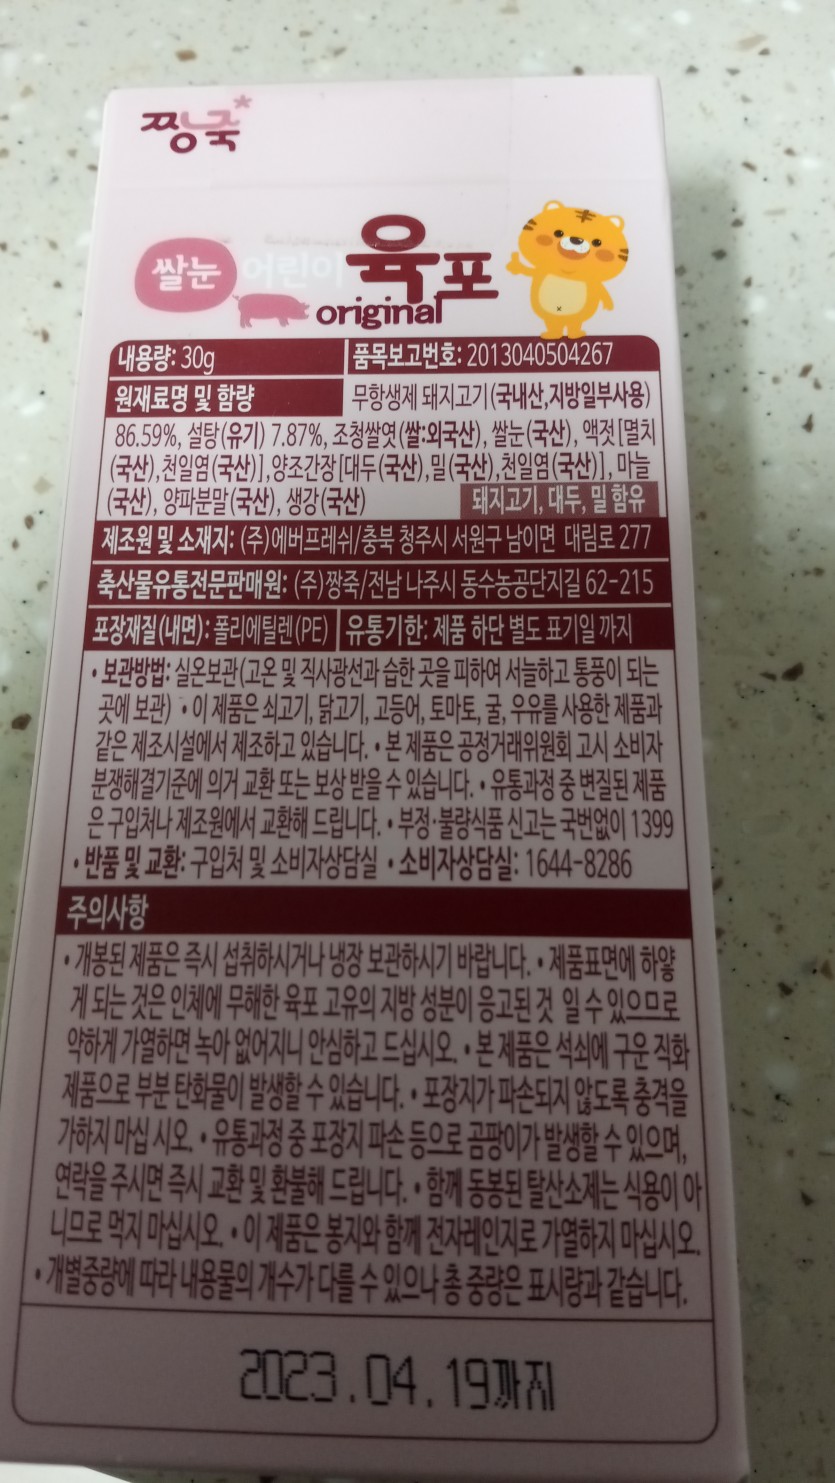 짱죽
쌀눈 어린이 육포
original
내용량: 30g 품목보고번호: 2013040504267
원재료명 및 함량 무항생제 돼지고기(국내산,지방일부사용)
86.59%, 설탕(유기) 7.87%, 조청쌀엿(쌀:외국산), 쌀눈(국산), 액젓[멸치
(국산),천일염(국산)],양조간장[대두(국산),밀(국산),천일염(국산)], 마늘
(국산), 양파분말(국산), 생강(국산) 돼지고기, 대두, 밀 함유
제조원 및 소재지: (주)에버프레쉬/충북 청주시 서원구 남이면 대림로 277
축산물유통전문판매원: (주)짱죽/전남 나주시 동수농공단지길 62-215
포장재질(내면): 폴리에틸렌(PE) 유통기한: 제품 하단 별도 표기일 까지
• 보관방법: 실온보관(고온 및 직사광선과 습한 곳을 피하여 서늘하고 통풍이 되는
곳에 보관) • 이 제품은 쇠고기, 닭고기, 고등어, 토마토, 굴, 우유를 사용한 제품과
같은 제조시설에서 제조하고 있습니다. • 본 제품은 공정거래위원회 고시 소비자
분쟁해결기준에 의거 교환 또는 보상 받을 수 있습니다. • 유통과정 중 변질된 제품
은 구입처나 제조원에서 교환해 드립니다. • 부정·불량식품 신고는 국번없이 1399
• 반품 및 교환: 구입처 및 소비자상담실 • 소비자상담실: 1644-8286
주의사항
• 개봉된 제품은 즉시 섭취하시거나 냉장 보관하시기 바랍니다. • 제품표면에 하얗
게 되는 것은 인체에 무해한 육포 고유의 지방 성분이 응고된 것 일 수 있으므로
약하게 가열하면 녹아 없어지니 안심하고 드십시오. • 본 제품은 석쇠에 구운 직화
제품으로 부분 탄화물이 발생할 수 있습니다. • 포장지가 파손되지 않도록 충격을
가하지 마십 시오. • 유통과정 중 포장지 파손 등으로 곰팡이가 발생할 수 있으며,
연락을 주시면 즉시 교환 및 환불해 드립니다. • 함께 동봉된 탈산소제는 식용이 아
니므로 먹지 마십시오. • 이 제품은 봉지와 함께 전자레인지로 가열하지 마십시오.
• 개별중량에 따라 내용물의 개수가 다를 수 있으나 총 중량은 표시량과 같습니다.
2023.04.19까지